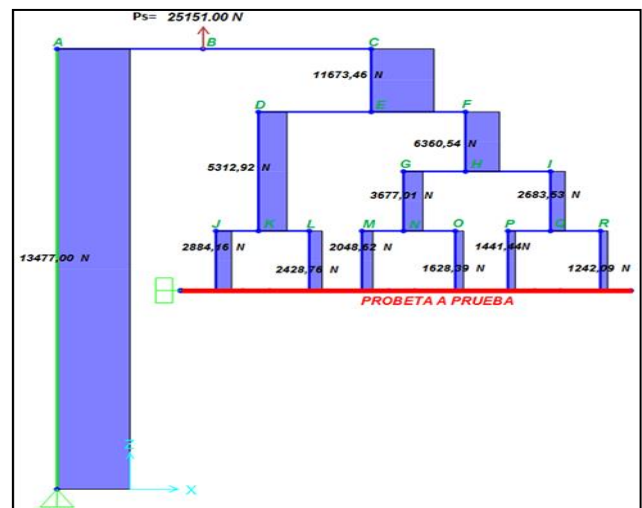 Ps= 25151.00 N
A B C
11673,46 N
D E F
5312,92 N
6360,54 N
G H I
3677,01 N
2683,53 N
J K L M N O P Q R
2884,16 N
2428,76 N
2048,62 N
1628,39 N
1441,44N
1242,09 N
13477,00 N
PROBETA A PRUEBA
Z
X